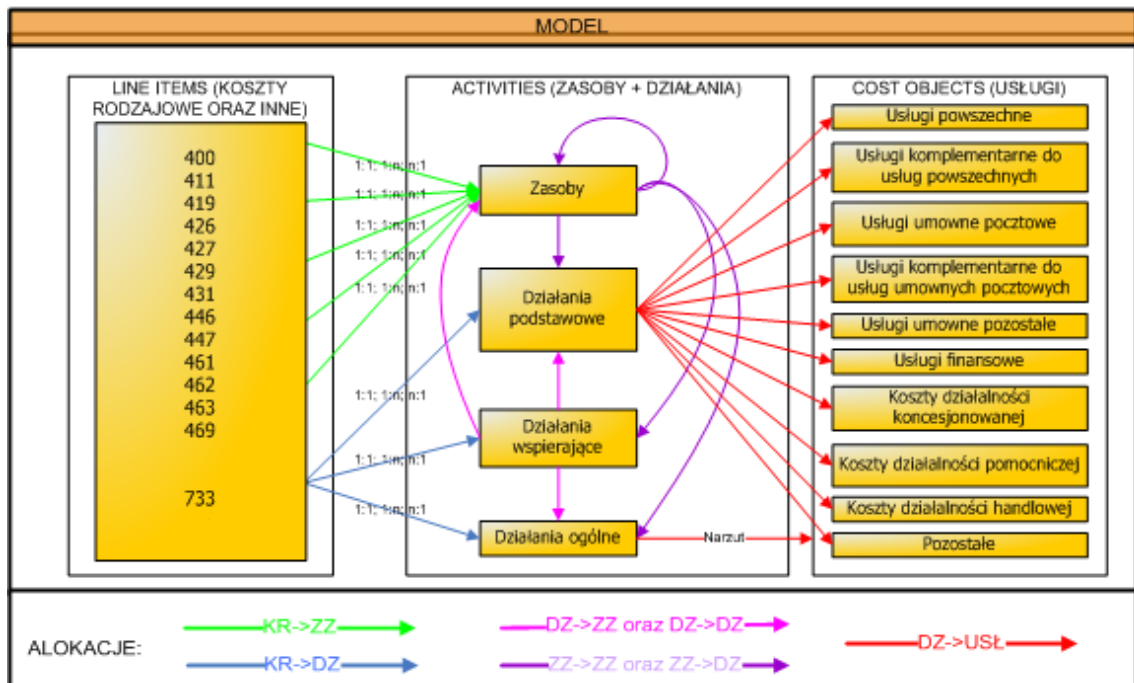 MODEL
LINE ITEMS (KOSZTY
RODZAJOWE ORAZ INNE)
400
411
419
426
427
429
431
446
447
461
462
463
469
733
1:1; 1:n; n:1
1:1; 1:n; n:1
1:1; 1:n; n:1
1:1; 1:n; n:1
1:1; 1:n; n:1
1:1; 1:n; n:1
1:1; 1:n; n:1
1:1; 1:n; n:1
ACTIVITIES (ZASOBY + DZIAŁANIA)
Zasoby
Działania
podstawowe
Działania
wspierające
Działania ogólne
Narzut
COST OBJECTS (USŁUGI)
Usługi powszechne
Usługi komplementarne do
usług powszechnych
Usługi umowne pocztowe
Usługi komplementarne do
usług umownych pocztowych
Usługi umowne pozostałe
Usługi finansowe
Koszty działalności
koncesjonowanej
Koszty działalności pomocniczej
Koszty działalności handlowej
Pozostałe
ALOKACJE:
KR->ZZ
KR->DZ
DZ->ZZ oraz DZ->DZ
ZZ->ZZ oraz ZZ->DZ
DZ->USŁ